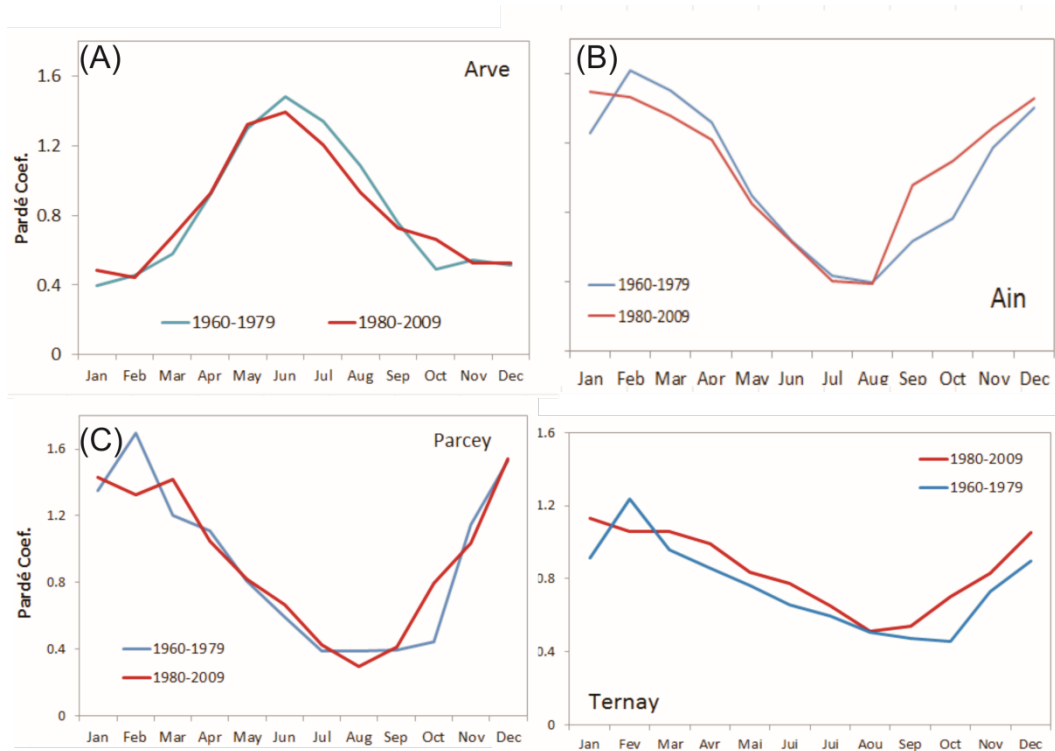 (A)
Arve
Pardé Coef.
1.6
1.2
0.8
0.4
0
1960-1979
1980-2009
Jan Feb Mar Apr May Jun Jul Aug Sep Oct Nov Dec
(B)
1960-1979
1980-2009
Ain
Jan Feb Mar Apr May Jun Jul Aug Sep Oct Nov Dec
(C)
Parcey
Pardé Coef.
1.6
1.2
0.8
0.4
0
1960-1979
1980-2009
Jan Feb Mar Apr May Jun Jul Aug Sep Oct Nov Dec
1.6
1.2
0.8
0.4
0
1980-2009
1960-1979
Ternay
Jan Fev Mar Avr Mai Jui Jui Aou Sep Oct Nov Dec